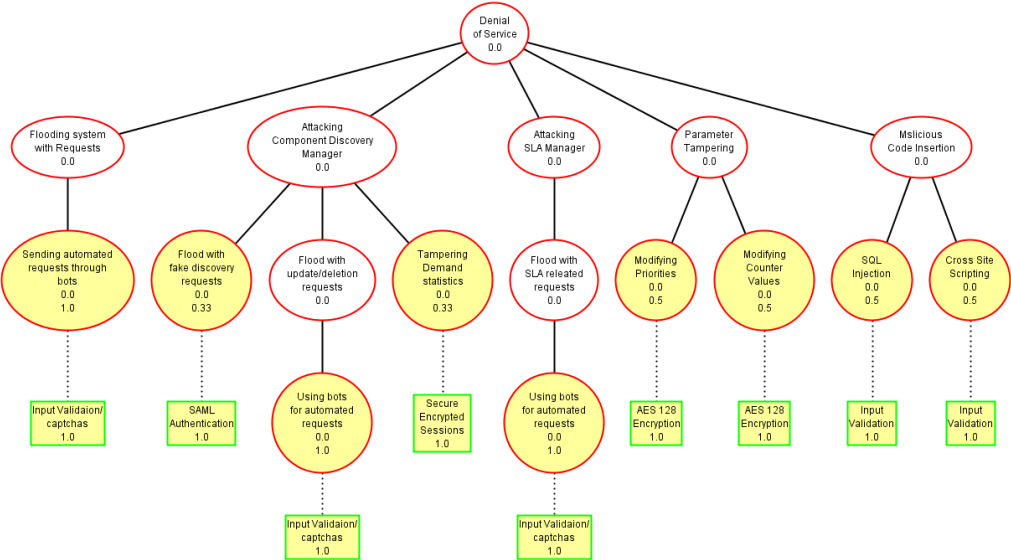 Denial
of Service
0.0
Flooding system
with Requests
0.0
Attacking
Component Discovery
Manager
0.0
Attacking
SLA Manager
0.0
Parameter
Tampering
0.0
Mslicious
Code Insertion
0.0
Sending automated
requests through
bots
0.0
1.0
Flood with
fake discovery
requests
0.0
0.33
Flood with
update/deletion
requests
0.0
Tampering
Demand
statistics
0.0
0.33
Flood with
SLA releated
requests
0.0
Modifying
Priorities
0.0
0.5
Modifying
Counter
Values
0.0
0.5
SQL
Injection
0.0
0.5
Cross Site
Scripting
0.0
0.5
Input Validaion/
captchas
1.0
SAML
Authentication
1.0
Using bots
for automated
requests
0.0
1.0
Secure
Encrypted
Sessions
1.0
Using bots
for automated
requests
0.0
1.0
AES 128
Encryption
1.0
AES 128
Encryption
1.0
Input
Validation
1.0
Input
Validation
1.0
Input Validaion/
captchas
1.0
Input Validaion/
captchas
1.0